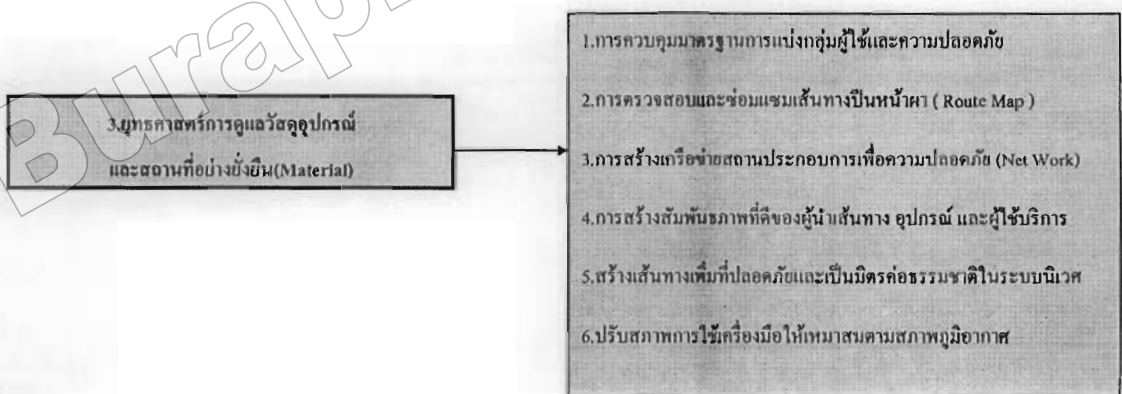 Burap
3.ยุทธศาสตร์การดูแลวัสดุอุปกรณ์
และสถานที่อย่างยั่งยืน(Material)
1.การควบคุมมาตรฐานการแบ่งกลุ่มผู้ใช้และความปลอดภัย
2.การตรวจสอบและซ่อมแซมเส้นทางปีนหน้าผา ( Route Map )
3.การสร้างเครือข่ายสถานประกอบการเพื่อความปลอดภัย (Net Work)
4.การสร้างสัมพันธภาพที่ดีของผู้นำเส้นทาง อุปกรณ์ และผู้ใช้บริการ
5.สร้างเส้นทางเพิ่มที่ปลอดภัยและเป็นมิตรต่อธรรมชาติในระบบนิเวศ
6.ปรับสภาพการใช้เครื่องมือให้เหมาสมตามสภาพภูมิอากาศ